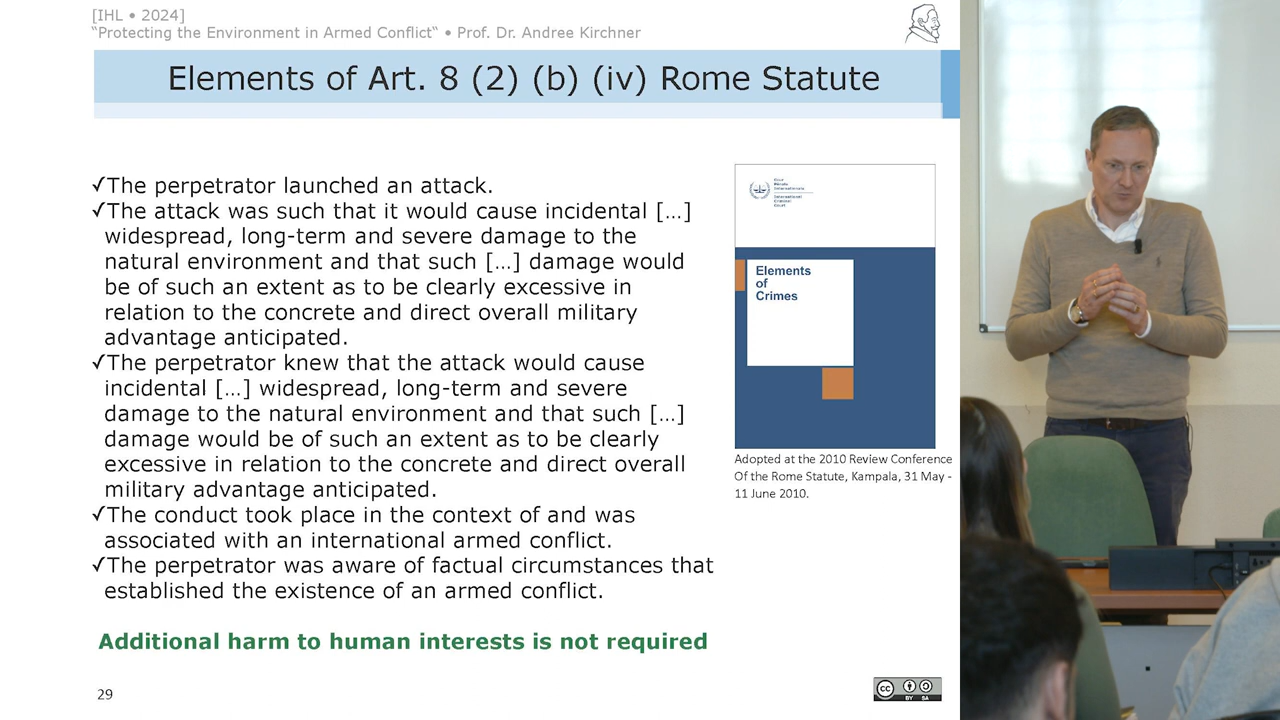 [IHL • 2024]
“Protecting the Environment in Armed Conflict“ • Prof. Dr. Andree Kirchner
Elements of Art. 8 (2) (b) (iv) Rome Statute
✓The perpetrator launched an attack.
✓The attack was such that it would cause incidental […]
widespread, long-term and severe damage to the
natural environment and that such […] damage would
be of such an extent as to be clearly excessive in
relation to the concrete and direct overall military
advantage anticipated.
✓The perpetrator knew that the attack would cause
incidental […] widespread, long-term and severe
damage to the natural environment and that such […]
damage would be of such an extent as to be clearly
excessive in relation to the concrete and direct overall
military advantage anticipated.
✓The conduct took place in the context of and was
associated with an international armed conflict.
✓The perpetrator was aware of factual circumstances that
established the existence of an armed conflict.
Additional harm to human interests is not required
Cour
Pénale
Internationale
International
Criminal
Court
Elements
of
Crimes
Adopted at the 2010 Review Conference
Of the Rome Statute, Kampala, 31 May -
11 June 2010.
29
cc
BY SA